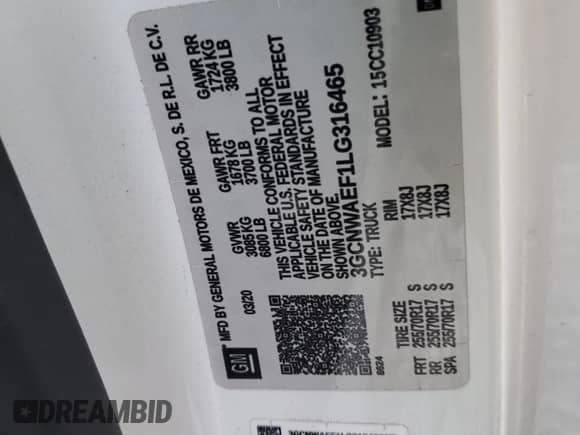 GM
MFD BY GENERAL MOTORS DE MEXICO, S. DE R.L. DE C.V.
03/20
GVWR GAWR FRT GAWR RR
3085 KG 1678 KG 1724 KG
6800 LB 3700 LB 3800 LB
THIS VEHICLE CONFORMS TO ALL
APPLICABLE U.S. FEDERAL MOTOR
VEHICLE SAFETY STANDARDS IN EFFECT
ON THE DATE OF MANUFACTURE
SHOWN ABOVE.
3GCNWAEF1LG316465
TYPE: TRUCK MODEL: 15CC10903
8624
TIRE SIZE RIM
FRT 255/70R17 S 17X8J
RR 255/70R17 S 17X8J
SPA 255/70R17 S 17X8J
DREAMBID